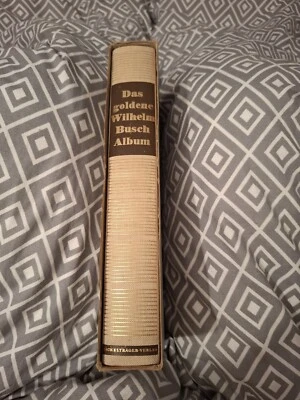 Das
goldene
Wilhelm
Busch
Album
VERLAG